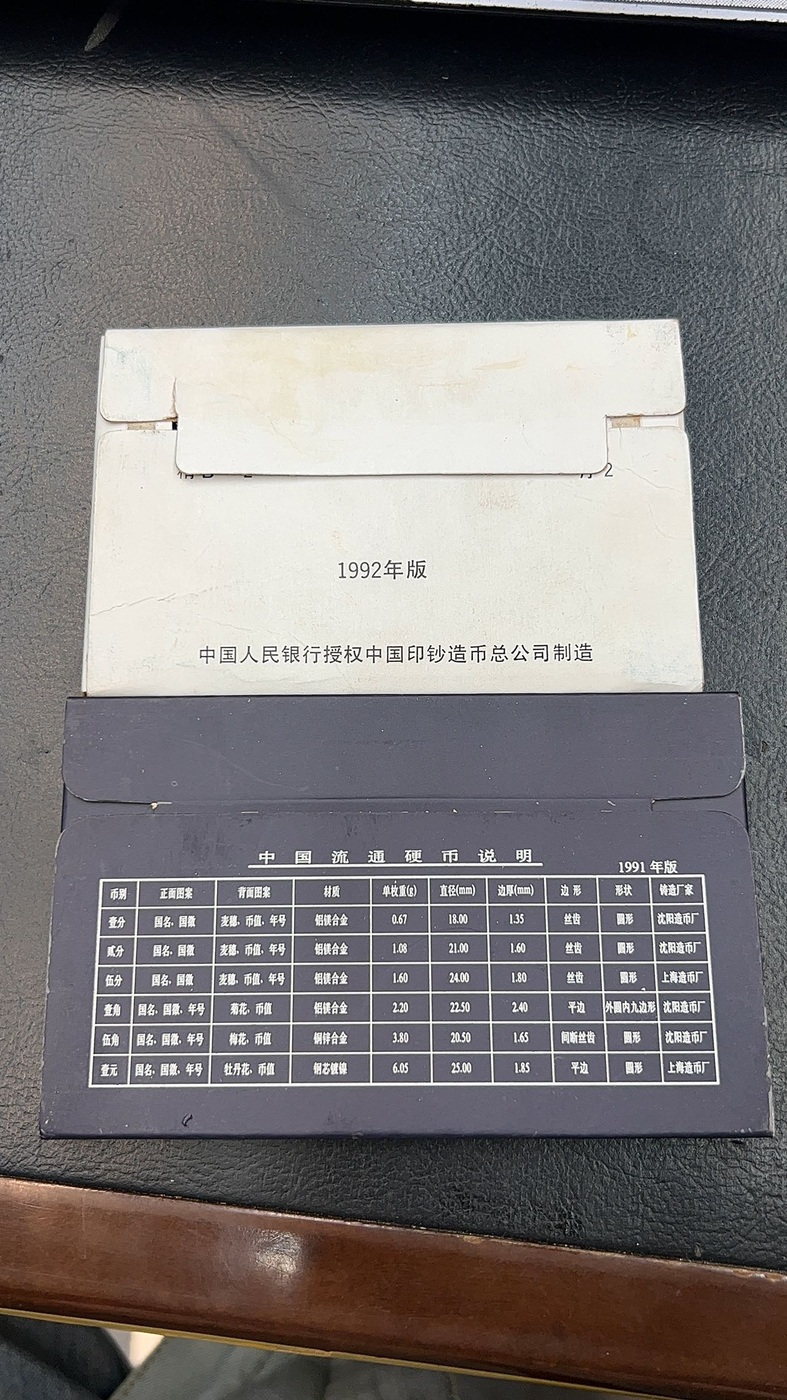 2
1992年版
中国人民银行授权中国印钞造币总公司制造
中国流通硬币说明
1991年版
币别 正面图案 背面图案 材质 单枚重(g) 直径(mm) 边厚(mm) 边形 形状 铸造厂家
壹分 国名、国徽 麦穗、币值、年号 铝镁合金 0.67 18.00 1.35 丝齿 圆形 沈阳造币厂
贰分 国名、国徽 麦穗、币值、年号 铝镁合金 1.08 21.00 1.60 丝齿 圆形 沈阳造币厂
伍分 国名、国徽 麦穗、币值、年号 铝镁合金 1.60 24.00 1.80 丝齿 圆形 上海造币厂
壹角 国名、国徽、年号 菊花、币值 铝镁合金 2.20 22.50 2.40 平边 外圆内九边形 沈阳造币厂
伍角 国名、国徽、年号 梅花、币值 铜锌合金 3.80 20.50 1.65 间断丝齿 圆形 沈阳造币厂
壹元 国名、国徽、年号 牡丹花、币值 钢芯镀镍 6.05 25.00 1.85 平边 圆形 上海造币厂